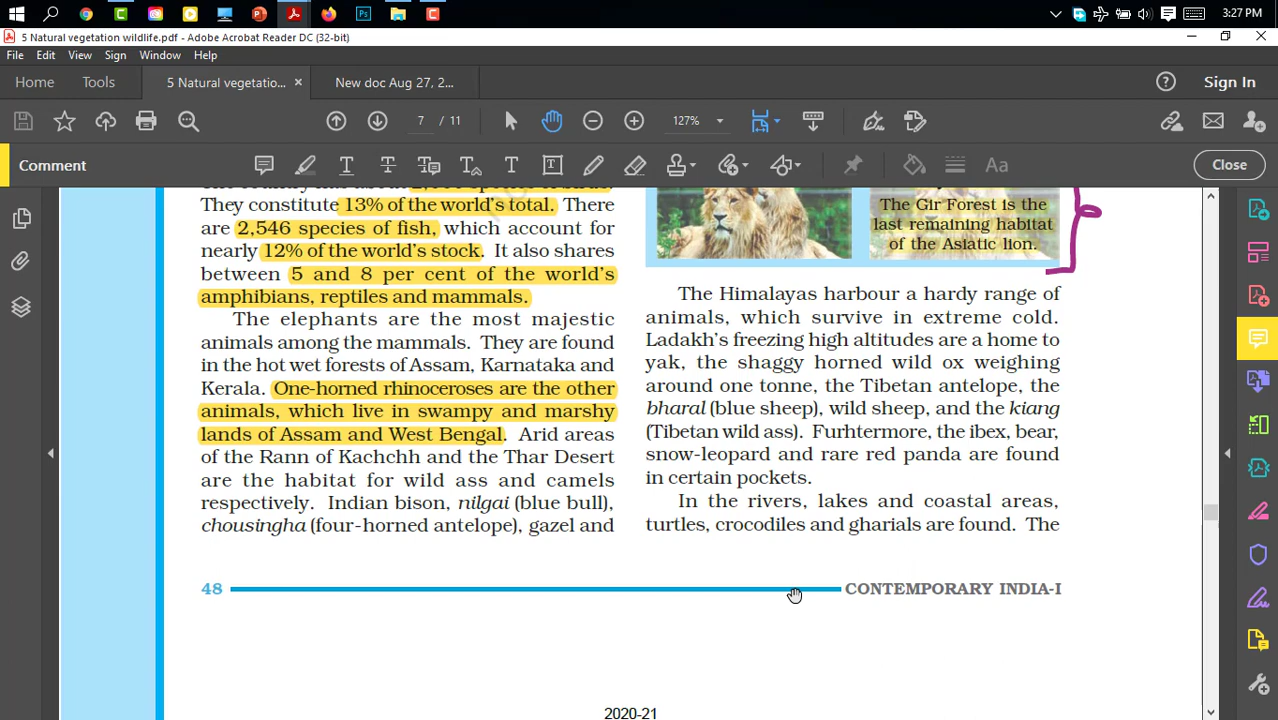 3:27 PM
5 Natural vegetation wildlife.pdf - Adobe Acrobat Reader DC (32-bit)
File Edit View Sign Window Help
Home Tools 5 Natural vegetatio... × New doc Aug 27, 2... Sign In
7 / 11 127%
Comment Close
They constitute 13% of the world's total. There
are 2,546 species of fish, which account for
nearly 12% of the world's stock. It also shares
between 5 and 8 per cent of the world's
amphibians, reptiles and mammals.
The elephants are the most majestic
animals among the mammals. They are found
in the hot wet forests of Assam, Karnataka and
Kerala. One-horned rhinoceroses are the other
animals, which live in swampy and marshy
lands of Assam and West Bengal. Arid areas
of the Rann of Kachchh and the Thar Desert
are the habitat for wild ass and camels
respectively. Indian bison, nilgai (blue bull),
chousingha (four-horned antelope), gazel and
The Gir Forest is the
last remaining habitat
of the Asiatic lion.
The Himalayas harbour a hardy range of
animals, which survive in extreme cold.
Ladakh's freezing high altitudes are a home to
yak, the shaggy horned wild ox weighing
around one tonne, the Tibetan antelope, the
bharal (blue sheep), wild sheep, and the kiang
(Tibetan wild ass). Furhtermore, the ibex, bear,
snow-leopard and rare red panda are found
in certain pockets.
In the rivers, lakes and coastal areas,
turtles, crocodiles and gharials are found. The
48 CONTEMPORARY INDIA-I
2020-21